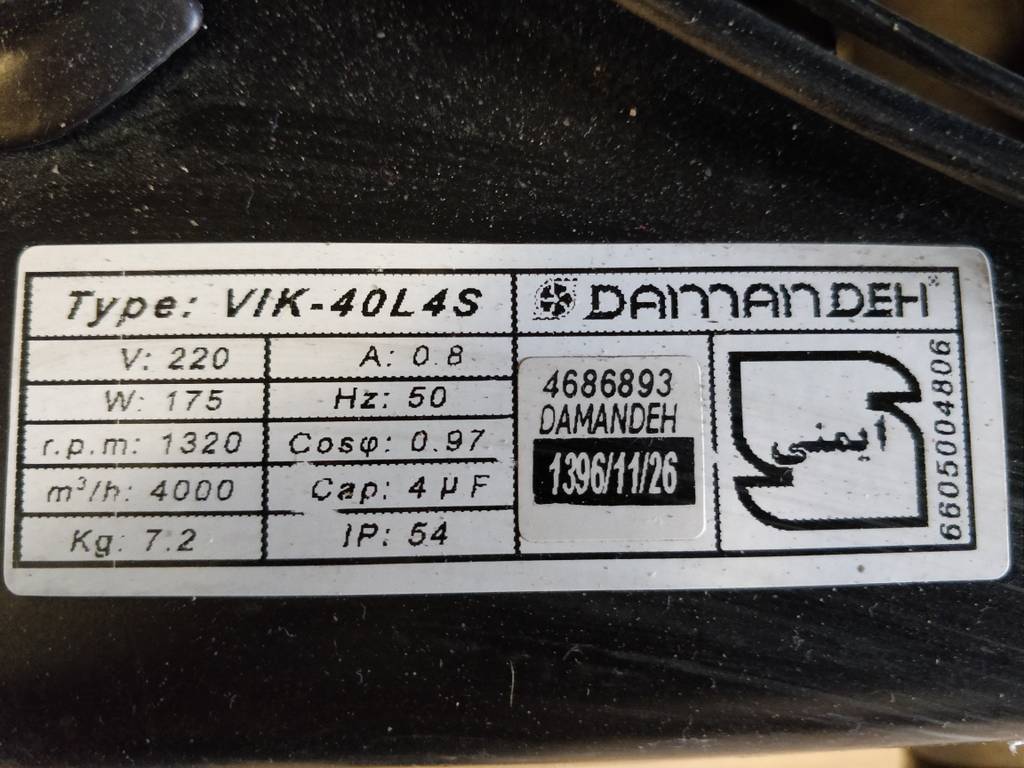 Type: VIK-40L4S
DAMANDEH
V: 220
A: 0.8
W: 175
Hz: 50
r.p.m: 1320
Cosφ: 0.97
m³/h: 4000
Cap: 4 µF
Kg: 7.2
IP: 54
4686893
DAMANDEH
1396/11/26
ایمنی
6605004806